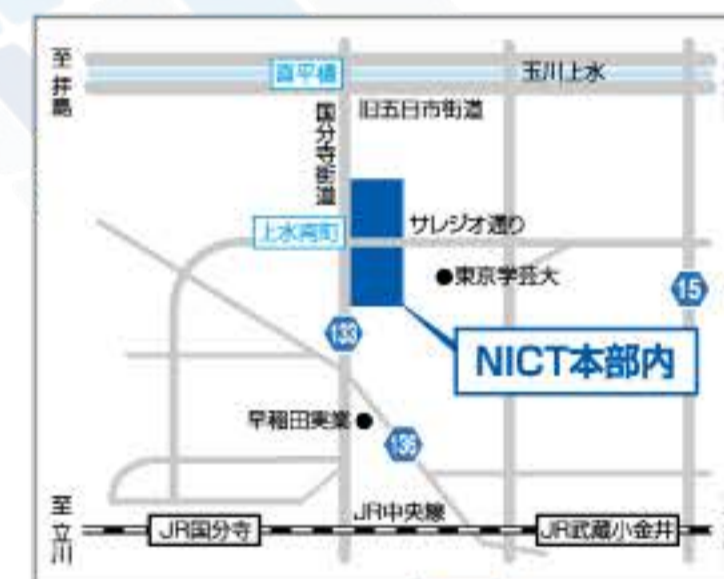 至拝島
喜平橋
玉川上水
国分寺街道
旧五日市街道
上水南町
サレジオ通り
●東京学芸大
15
133
NICT本部内
早稲田実業●
136
至立川
JR国分寺
JR中央線
JR武蔵小金井